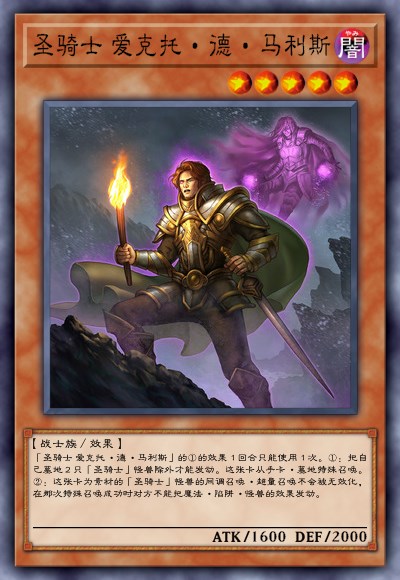 圣骑士 爱克托·德·马利斯
闇
やみ
【战士族／效果】
「圣骑士 爱克托·德·马利斯」的①的效果1回合只能使用1次。①：把自
己墓地2只「圣骑士」怪兽除外才能发动。这张卡从手卡·墓地特殊召唤。
②：这张卡为素材的「圣骑士」怪兽的同调召唤·超量召唤不会被无效化，
在那次特殊召唤成功时对方不能把魔法·陷阱·怪兽的效果发动。
ATK/1600 DEF/2000